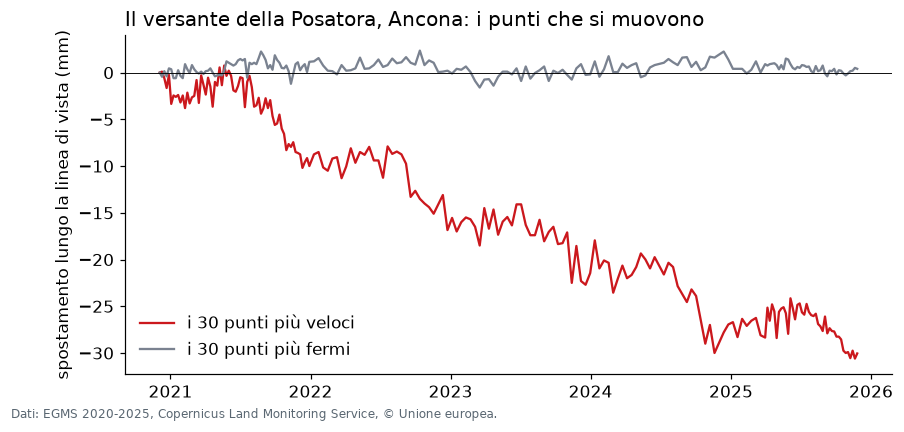 Il versante della Posatora, Ancona: i punti che si muovono
spostamento lungo la linea di vista (mm)
0
−5
−10
−15
−20
−25
−30
i 30 punti più veloci
i 30 punti più fermi
2021 2022 2023 2024 2025 2026
Dati: EGMS 2020-2025, Copernicus Land Monitoring Service, © Unione europea.